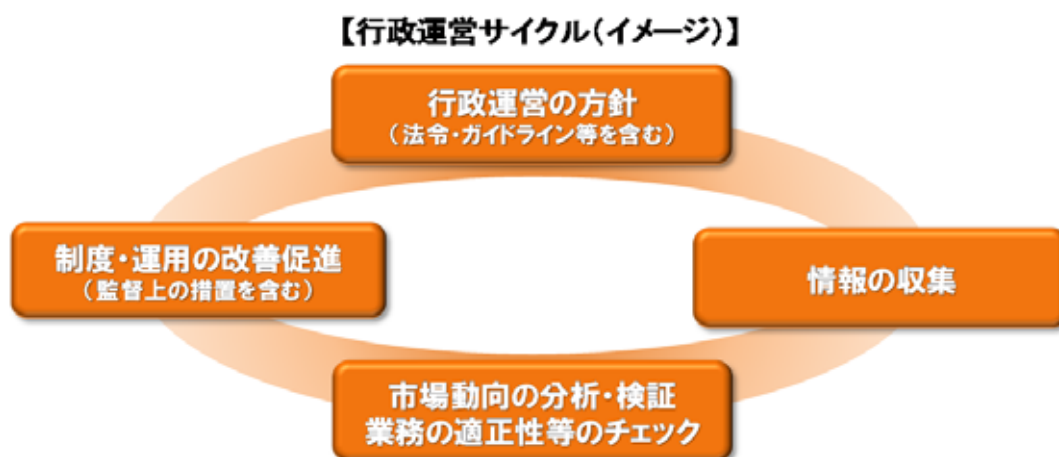 【行政運営サイクル（イメージ）】
行政運営の方針
（法令・ガイドライン等を含む）
制度・運用の改善促進
（監督上の措置を含む）
情報の収集
市場動向の分析・検証
業務の適正性等のチェック